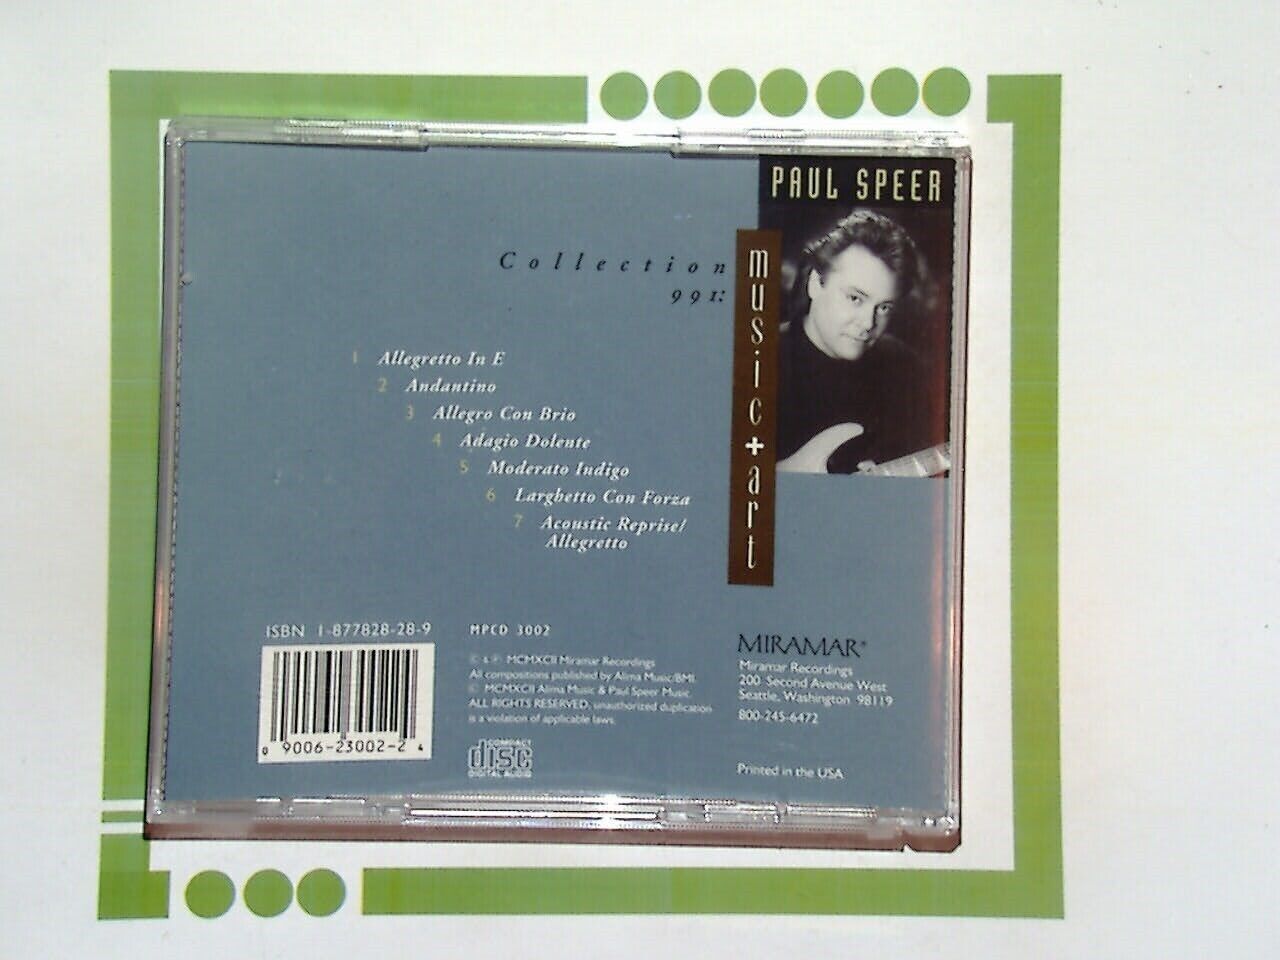 PAUL SPEER
Collection
991:
music+art
1 Allegretto In E
2 Andantino
3 Allegro Con Brio
4 Adagio Dolente
5 Moderato Indigo
6 Larghetto Con Forza
7 Acoustic Reprise/
Allegretto
ISBN 1-877828-28-9
0 9006-23002-2 4
MPCD 3002
© & ℗ MCMXCII Miramar Recordings
All compositions published by Alima Music/BMI.
© MCMXCII Alima Music & Paul Speer Music.
ALL RIGHTS RESERVED, unauthorized duplication
is a violation of applicable laws.
COMPACT
disc
DIGITAL AUDIO
MIRAMAR®
Miramar Recordings
200 Second Avenue West
Seattle, Washington 98119
800-245-6472
Printed in the USA